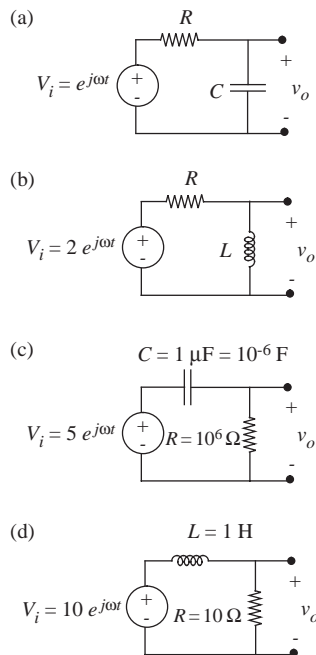 (a)
R
V_i = e^{jωt}
+
-
C
+
v_o
-
(b)
R
V_i = 2 e^{jωt}
+
-
L
+
v_o
-
(c)
C = 1 μF = 10^{-6} F
V_i = 5 e^{jωt}
+
-
R = 10^6 Ω
+
v_o
-
(d)
L = 1 H
V_i = 10 e^{jωt}
+
-
R = 10 Ω
+
v_o
-